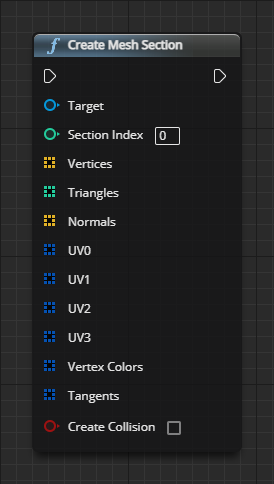 f Create Mesh Section
Target
Section Index 0
Vertices
Triangles
Normals
UV0
UV1
UV2
UV3
Vertex Colors
Tangents
Create Collision